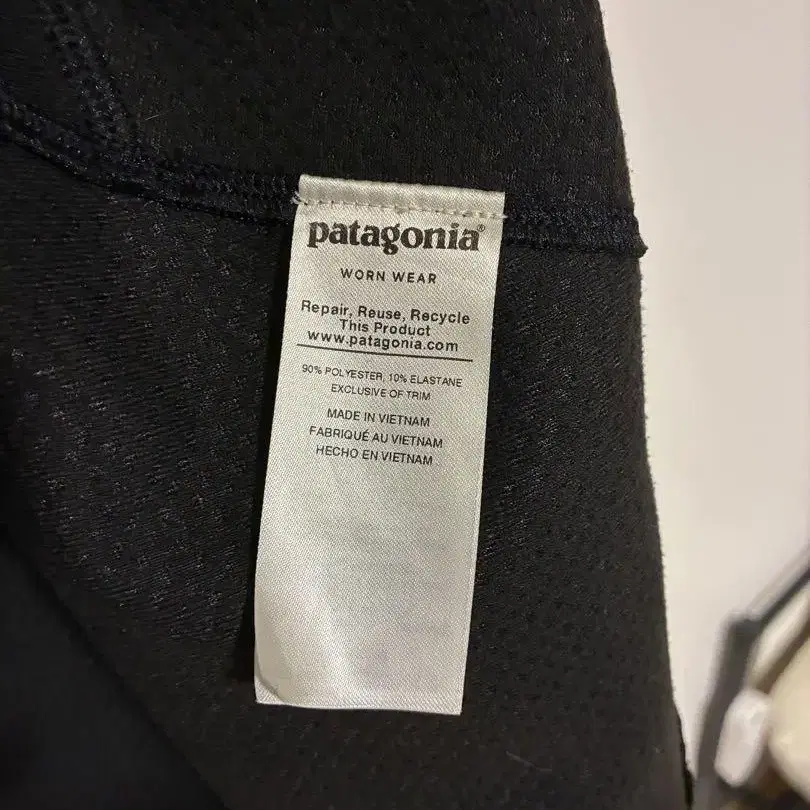 patagonia®
WORN WEAR
Repair, Reuse, Recycle
This Product
www.patagonia.com
90% POLYESTER, 10% ELASTANE
EXCLUSIVE OF TRIM
MADE IN VIETNAM
FABRIQUÉ AU VIETNAM
HECHO EN VIETNAM